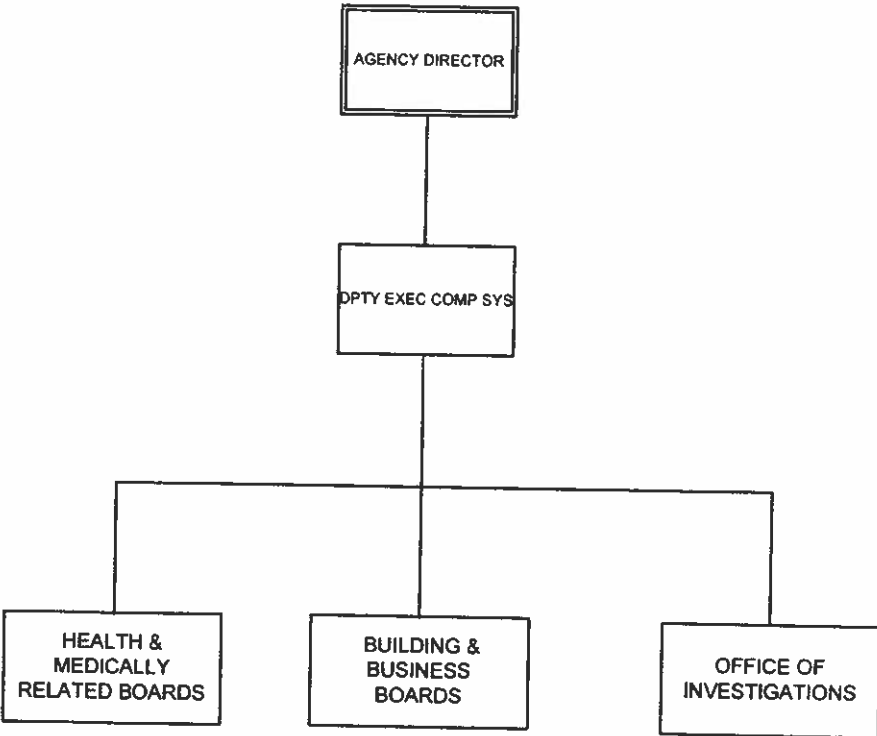 AGENCY DIRECTOR
DPTY EXEC COMP SYS
HEALTH &
MEDICALLY
RELATED BOARDS
BUILDING &
BUSINESS
BOARDS
OFFICE OF
INVESTIGATIONS